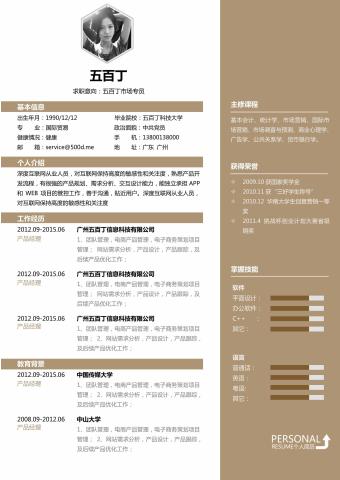 五百丁
求职意向：五百丁市场专员
基本信息
出生年月：1990/12/12 毕业院校：五百丁科技大学
专 业：国际贸易 政治面貌：中共党员
健康情况：健康 手 机：13800138000
邮 箱：service@500d.me 地 址：广东 广州
个人介绍
深度互联网从业人员，对互联网保持高度的敏感性和关注度，熟悉产品开
发流程，有很强的产品规划、需求分析、交互设计能力，能独立承担 APP
和 WEB 项目的管控工作，善于沟通，贴近用户。深度互联网从业人员，
对互联网保持高度的敏感性和关注度
工作经历
2012.09-2015.06 广州五百丁信息科技有限公司
产品经理 1、团队管理，电商产品管理，电子商务策划项目
管理； 网站需求分析，产品设计，产品跟踪，及
后续产品优化工作；
2012.09-2015.06 广州五百丁信息科技有限公司
产品经理 1、团队管理，电商产品管理，电子商务策划项目
管理； 网站需求分析，产品设计，产品跟踪，及
后续产品优化工作；
2012.09-2015.06 广州五百丁信息科技有限公司
产品经理 1、团队管理，电商产品管理，电子商务策划项目
管理； 2、网站需求分析，产品设计，产品跟踪，
及后续产品优化工作；
教育背景
2012.09-2015.06 中国传媒大学
产品经理 1、团队管理，电商产品管理，电子商务策划项目
管理； 2、网站需求分析，产品设计，产品跟踪，
及后续产品优化工作；
2008.09-2012.06 中山大学
产品经理 1、团队管理，电商产品管理，电子商务策划项目
管理； 2、网站需求分析，产品设计，产品跟踪，
及后续产品优化工作；
主修课程
基本会计、统计学、市场营销、国际市
场营销、市场调查与预测、商业心理学、
广告学、公共关系学、货币银行学、
获得荣誉
2009.10 获国家奖学金
2010.11 获 “三好学生称号”
2010.12 华南大学生创意营销一等
奖
2011.4 挑战杯创业计划大赛省级
铜奖
掌握技能
软件
平面设计：
办公软件：
C++ ：
其它：
语言
普通话：
英语：
粤语:
其它：
PERSONAL
RESUME个人简历